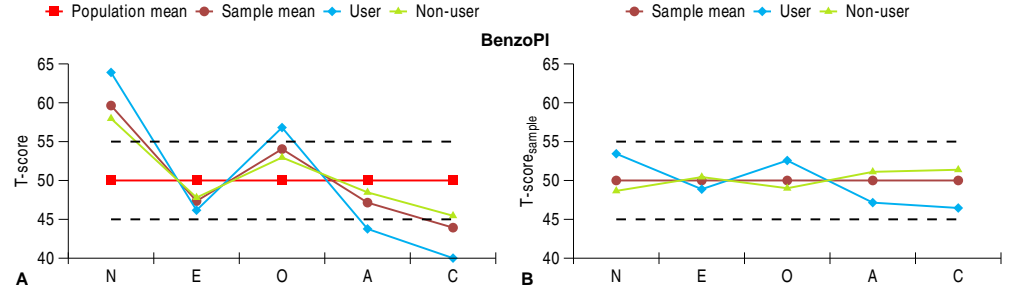 Population mean Sample mean User Non-user
Sample mean User Non-user
BenzoPI
T-score
65
60
55
50
45
40
N E O A C
A
T-score_sample
65
60
55
50
45
40
N E O A C
B